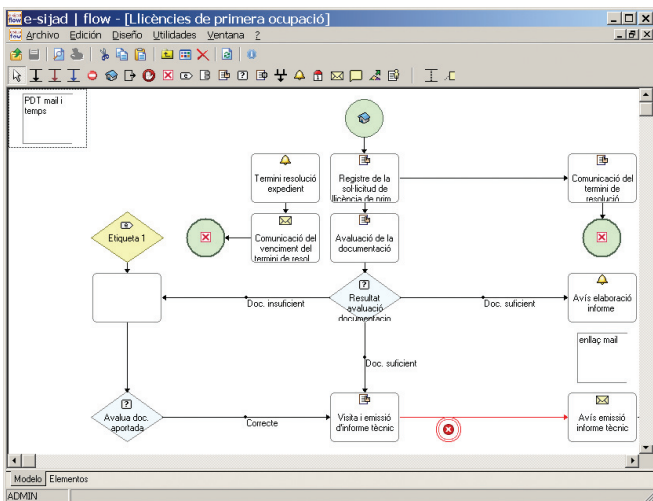 e-sijad | flow - [Llicències de primera ocupació]
Archivo Edición Diseño Utilidades Ventana ?
PDT mail i
temps
Termini resolució
expedient
Registre de la
sol·licitud de
llicència de prim
Comunicació del
termini de
resolució
Etiqueta 1
Comunicació del
venciment del
termini de resol
Avaluació de la
documentació
Resultat
avaluació
documentacio
Doc. insuficient
Doc. suficient
Avís elaboració
informe
enllaç mail
Doc. suficient
Avalua doc.
aportada
Correcte
Visita i emissió
d'informe tècnic
Avís emissió
informe tècnic
Modelo Elementos
ADMIN